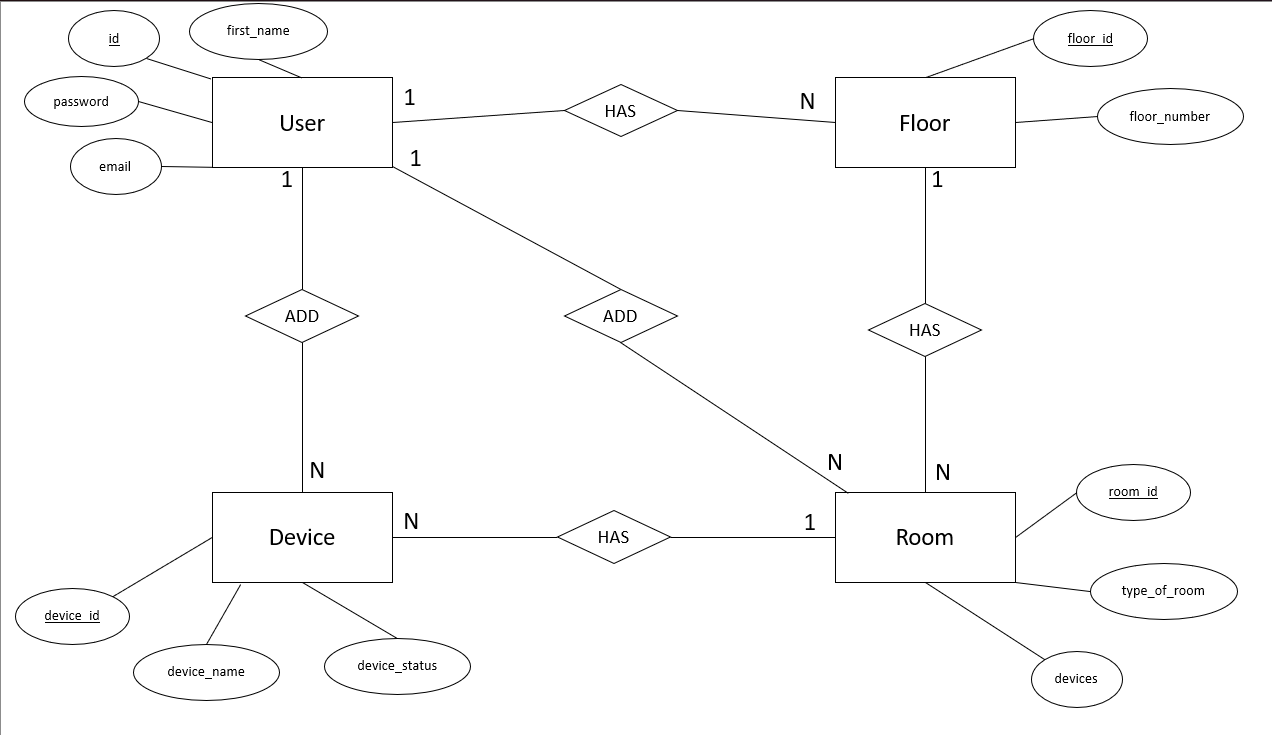 first_name
id
password
email
User
1
HAS
N
Floor
floor_id
floor_number
1
1
1
ADD
ADD
HAS
N
N
N
Device
N
HAS
1
Room
room_id
type_of_room
devices
device_id
device_name
device_status